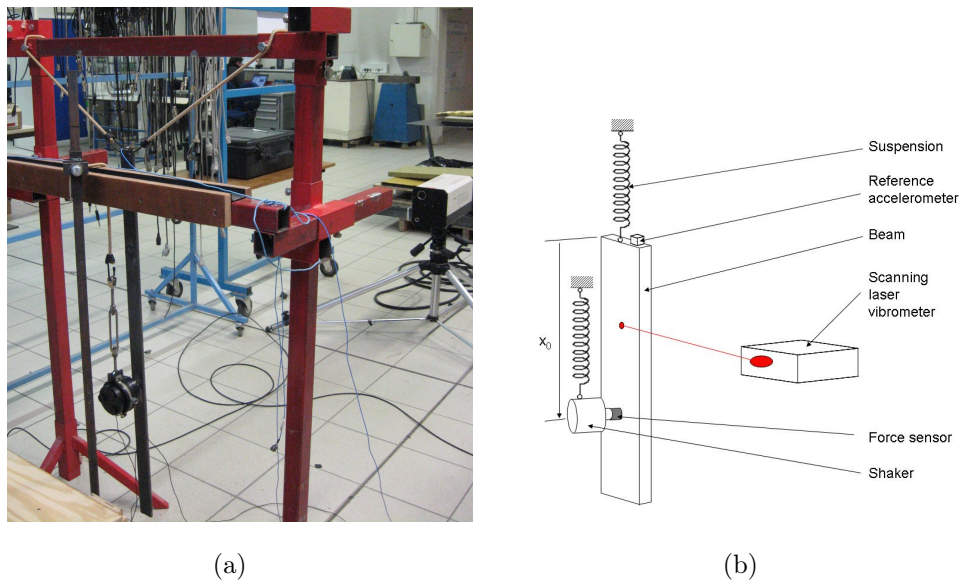 Suspension
Reference
accelerometer
Beam
Scanning
laser
vibrometer
x0
Force sensor
Shaker
(a)
(b)